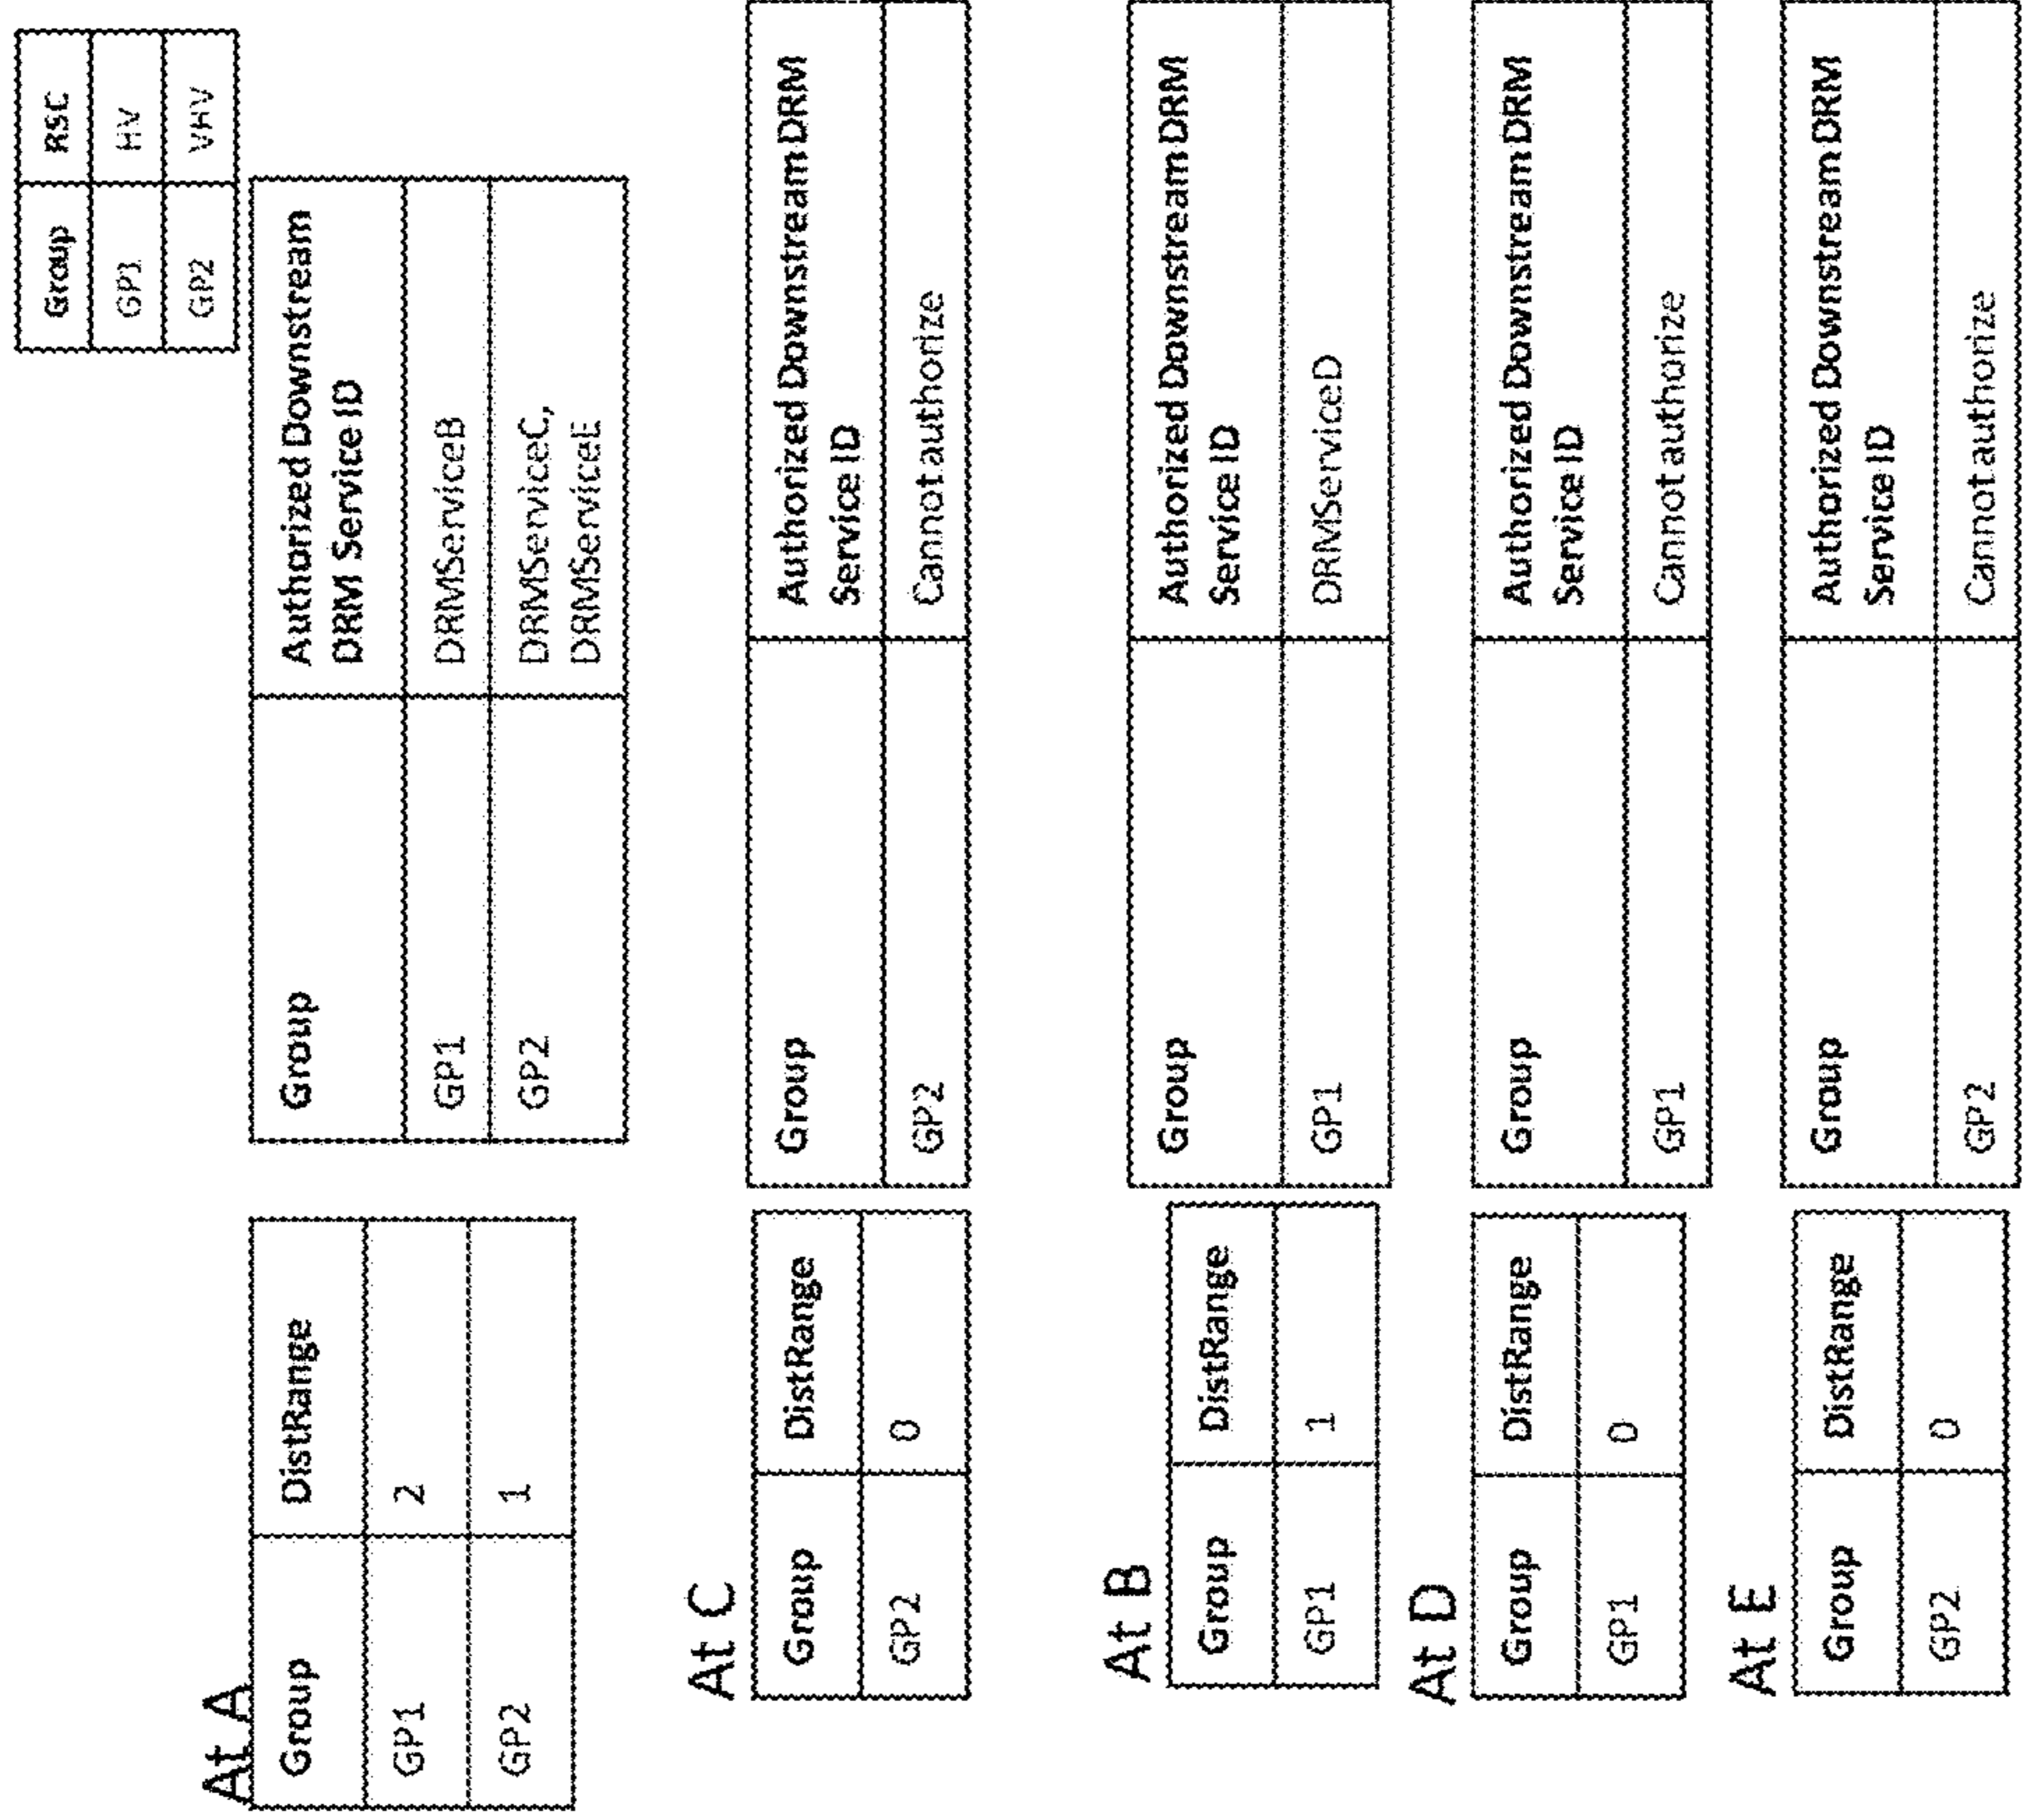 Group RSC
GP1 HV
GP2 VHV
At A
Group DistRange
GP1 2
GP2 1
Group Authorized Downstream
DRM Service ID
GP1 DRMServiceB
GP2 DRMServiceC,
DRMServiceE
At C
Group DistRange
GP2 0
Group Authorized Downstream DRM
Service ID
GP2 Cannot authorize
At B
Group DistRange
GP1 1
Group Authorized Downstream DRM
Service ID
GP1 DRMServiceD
At D
Group DistRange
GP1 0
Group Authorized Downstream DRM
Service ID
GP1 Cannot authorize
At E
Group DistRange
GP2 0
Group Authorized Downstream DRM
Service ID
GP2 Cannot authorize